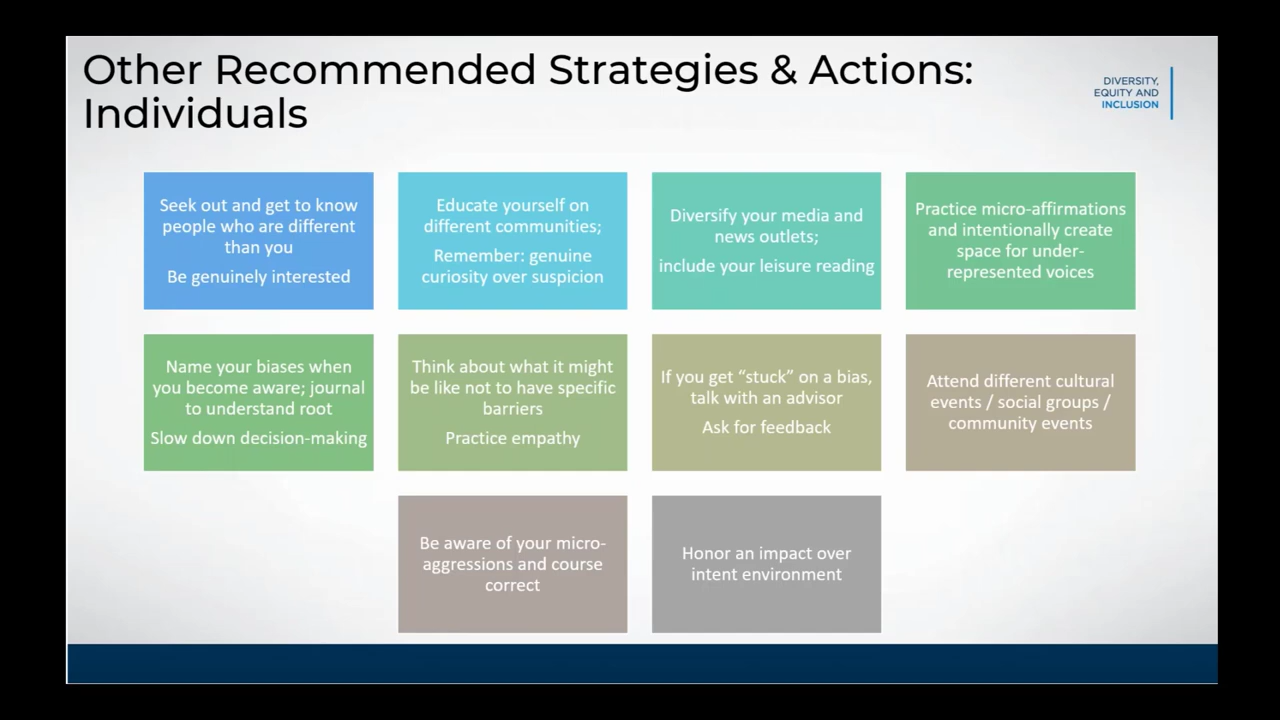 Other Recommended Strategies & Actions:
Individuals
DIVERSITY,
EQUITY AND
INCLUSION
Seek out and get to know
people who are different
than you
Be genuinely interested
Educate yourself on
different communities;
Remember: genuine
curiosity over suspicion
Diversify your media and
news outlets;
include your leisure reading
Practice micro-affirmations
and intentionally create
space for under-
represented voices
Name your biases when
you become aware; journal
to understand root
Slow down decision-making
Think about what it might
be like not to have specific
barriers
Practice empathy
If you get “stuck” on a bias,
talk with an advisor
Ask for feedback
Attend different cultural
events / social groups /
community events
Be aware of your micro-
aggressions and course
correct
Honor an impact over
intent environment